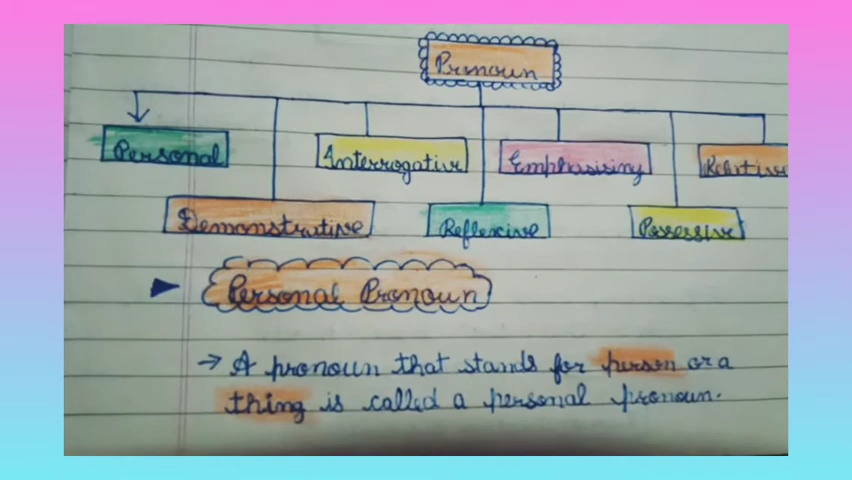 Pronoun
Personal
Interrogative
Emphasising
Relative
Demonstrative
Reflexive
Possessive
Personal Pronoun
→ A pronoun that stands for person or a
thing is called a personal pronoun.